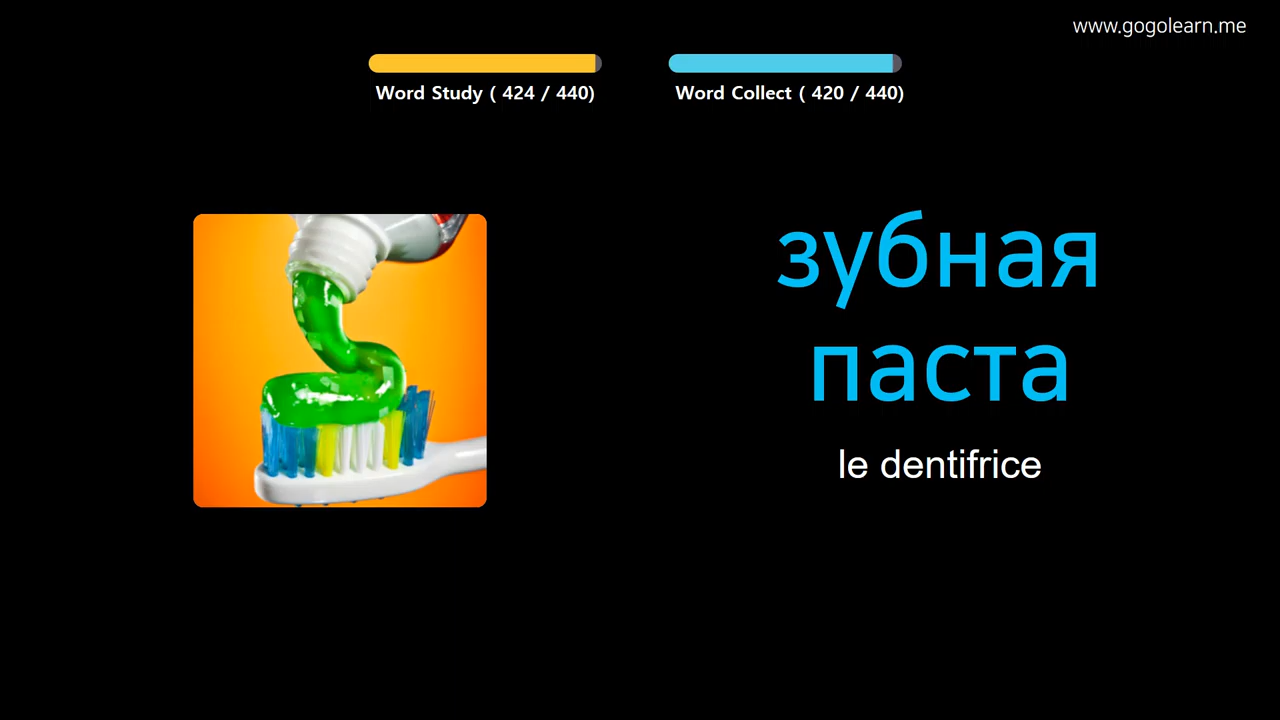 www.gogolearn.me
Word Study ( 424 / 440)
Word Collect ( 420 / 440)
зубная
паста
le dentifrice